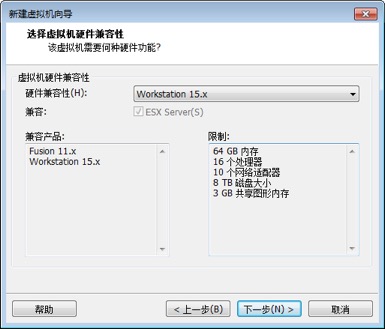 新建虚拟机向导
选择虚拟机硬件兼容性
该虚拟机需要何种硬件功能?
虚拟机硬件兼容性
硬件兼容性(H): Workstation 15.x
兼容: ESX Server(S)
兼容产品:
Fusion 11.x
Workstation 15.x
限制:
64 GB 内存
16 个处理器
10 个网络适配器
8 TB 磁盘大小
3 GB 共享图形内存
帮助 < 上一步(B) 下一步(N) > 取消